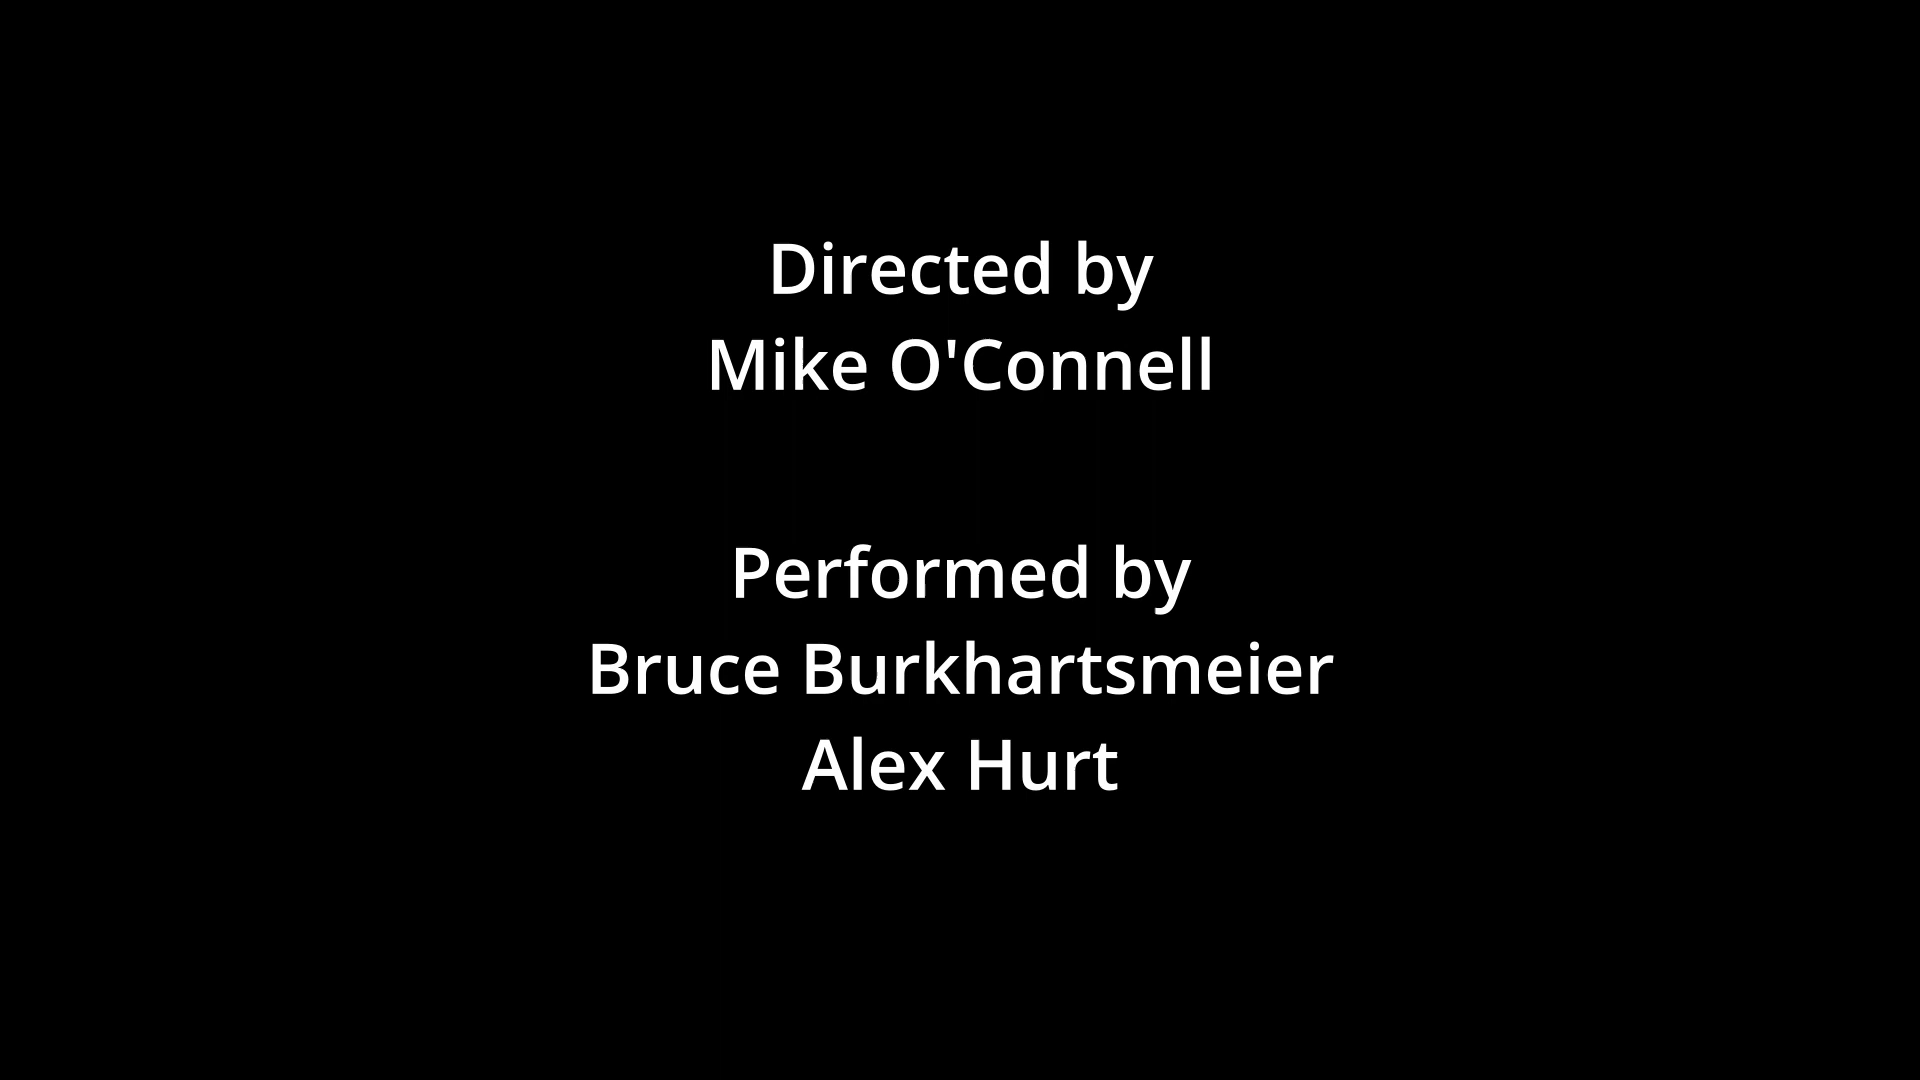 Directed by
Mike O'Connell
Performed by
Bruce Burkhartsmeier
Alex Hurt